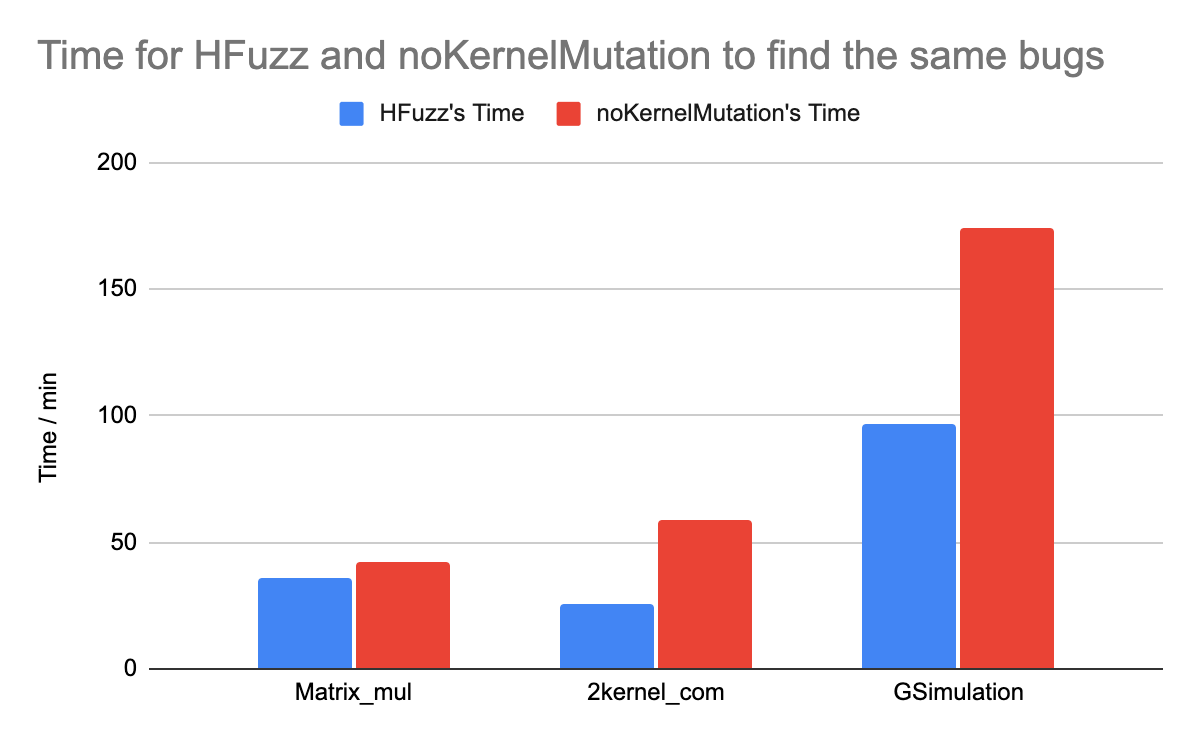 Time for HFuzz and noKernelMutation to find the same bugs
HFuzz's Time
noKernelMutation's Time
200
150
100
50
0
Time / min
Matrix_mul
2kernel_com
GSimulation